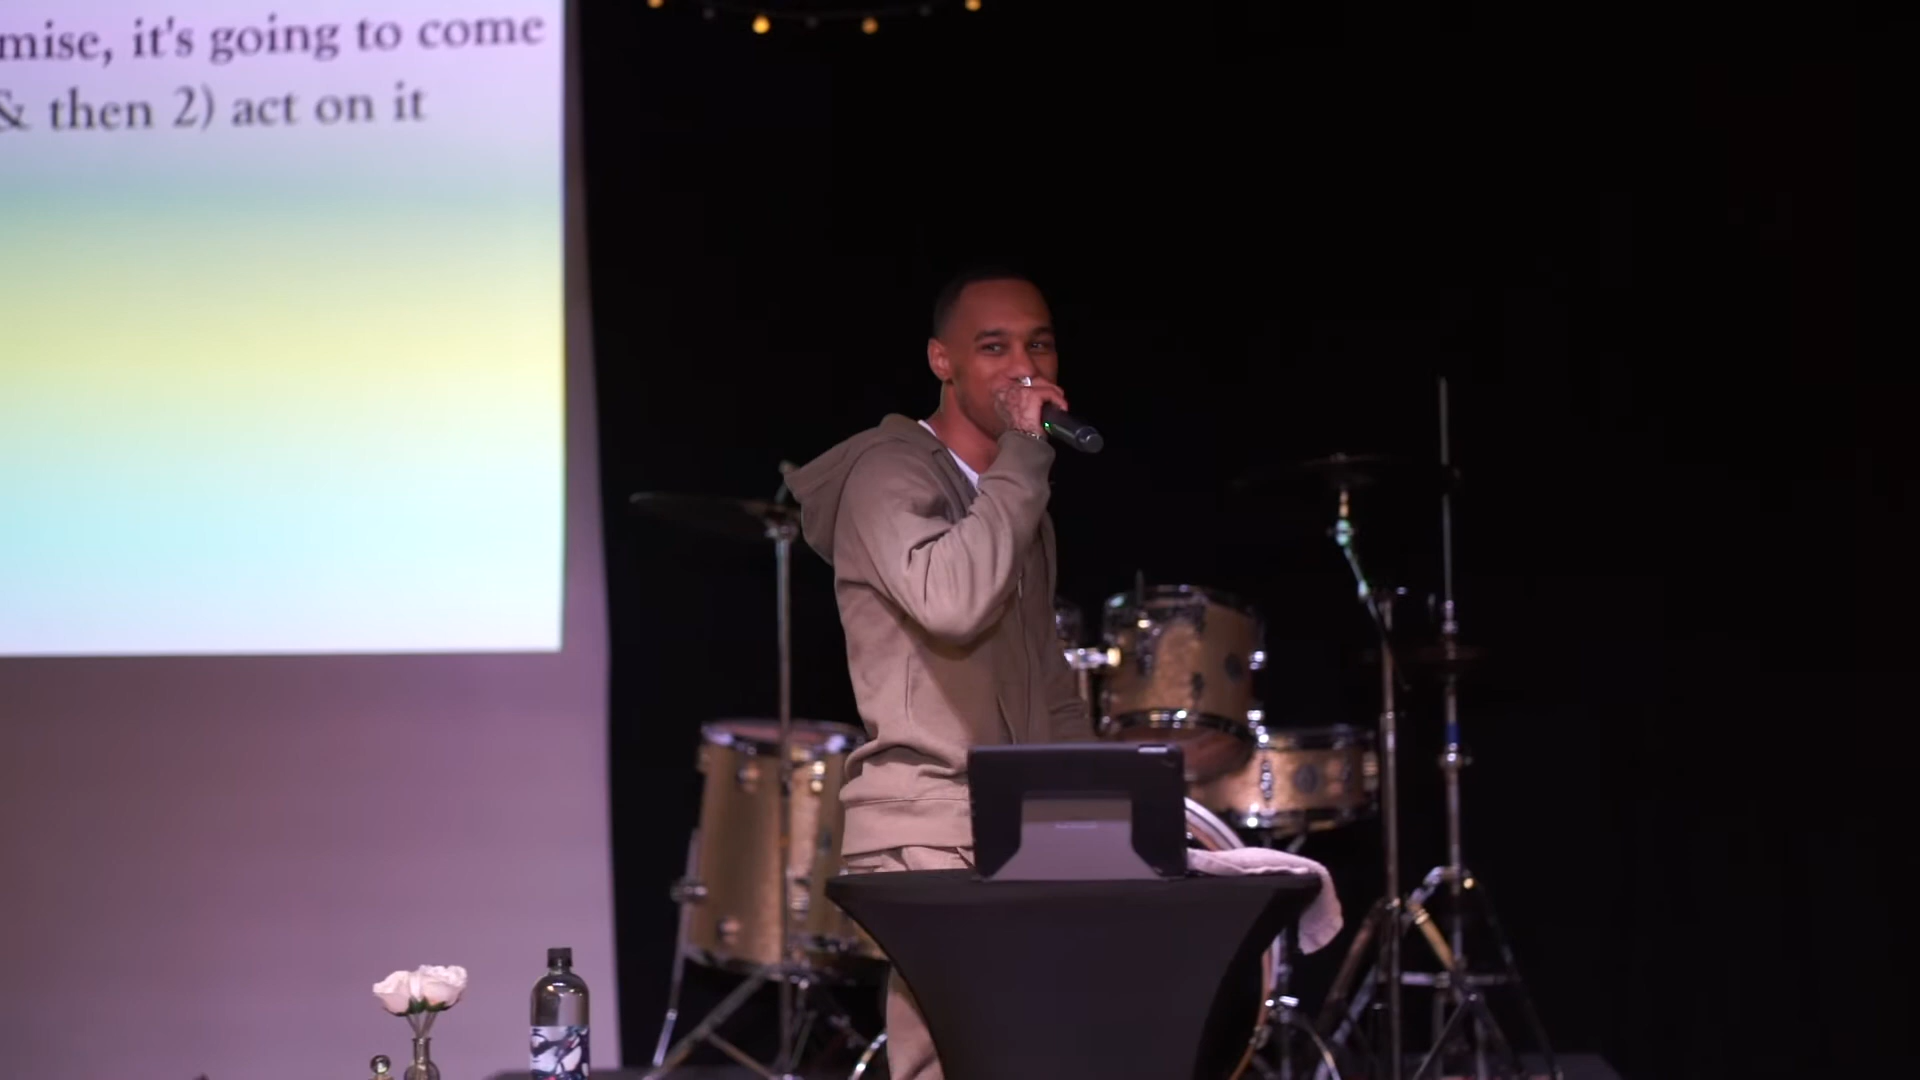 mise, it's going to come
& then 2) act on it